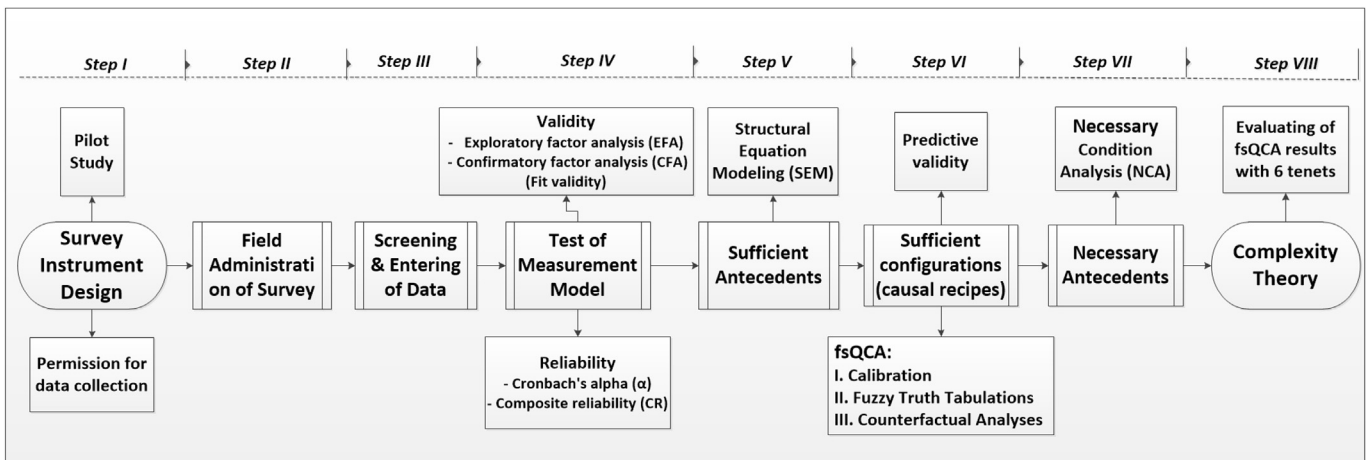 Step I
Step II
Step III
Step IV
Step V
Step VI
Step VII
Step VIII
Pilot
Study
Validity
- Exploratory factor analysis (EFA)
- Confirmatory factor analysis (CFA)
(Fit validity)
Structural
Equation
Modeling (SEM)
Predictive
validity
Necessary
Condition
Analysis (NCA)
Evaluating of
fsQCA results
with 6 tenets
Survey
Instrument
Design
Field
Administrati
on of Survey
Screening
& Entering
of Data
Test of
Measurement
Model
Sufficient
Antecedents
Sufficient
configurations
(causal recipes)
Necessary
Antecedents
Complexity
Theory
Permission for
data collection
Reliability
- Cronbach's alpha (α)
- Composite reliability (CR)
fsQCA:
I. Calibration
II. Fuzzy Truth Tabulations
III. Counterfactual Analyses